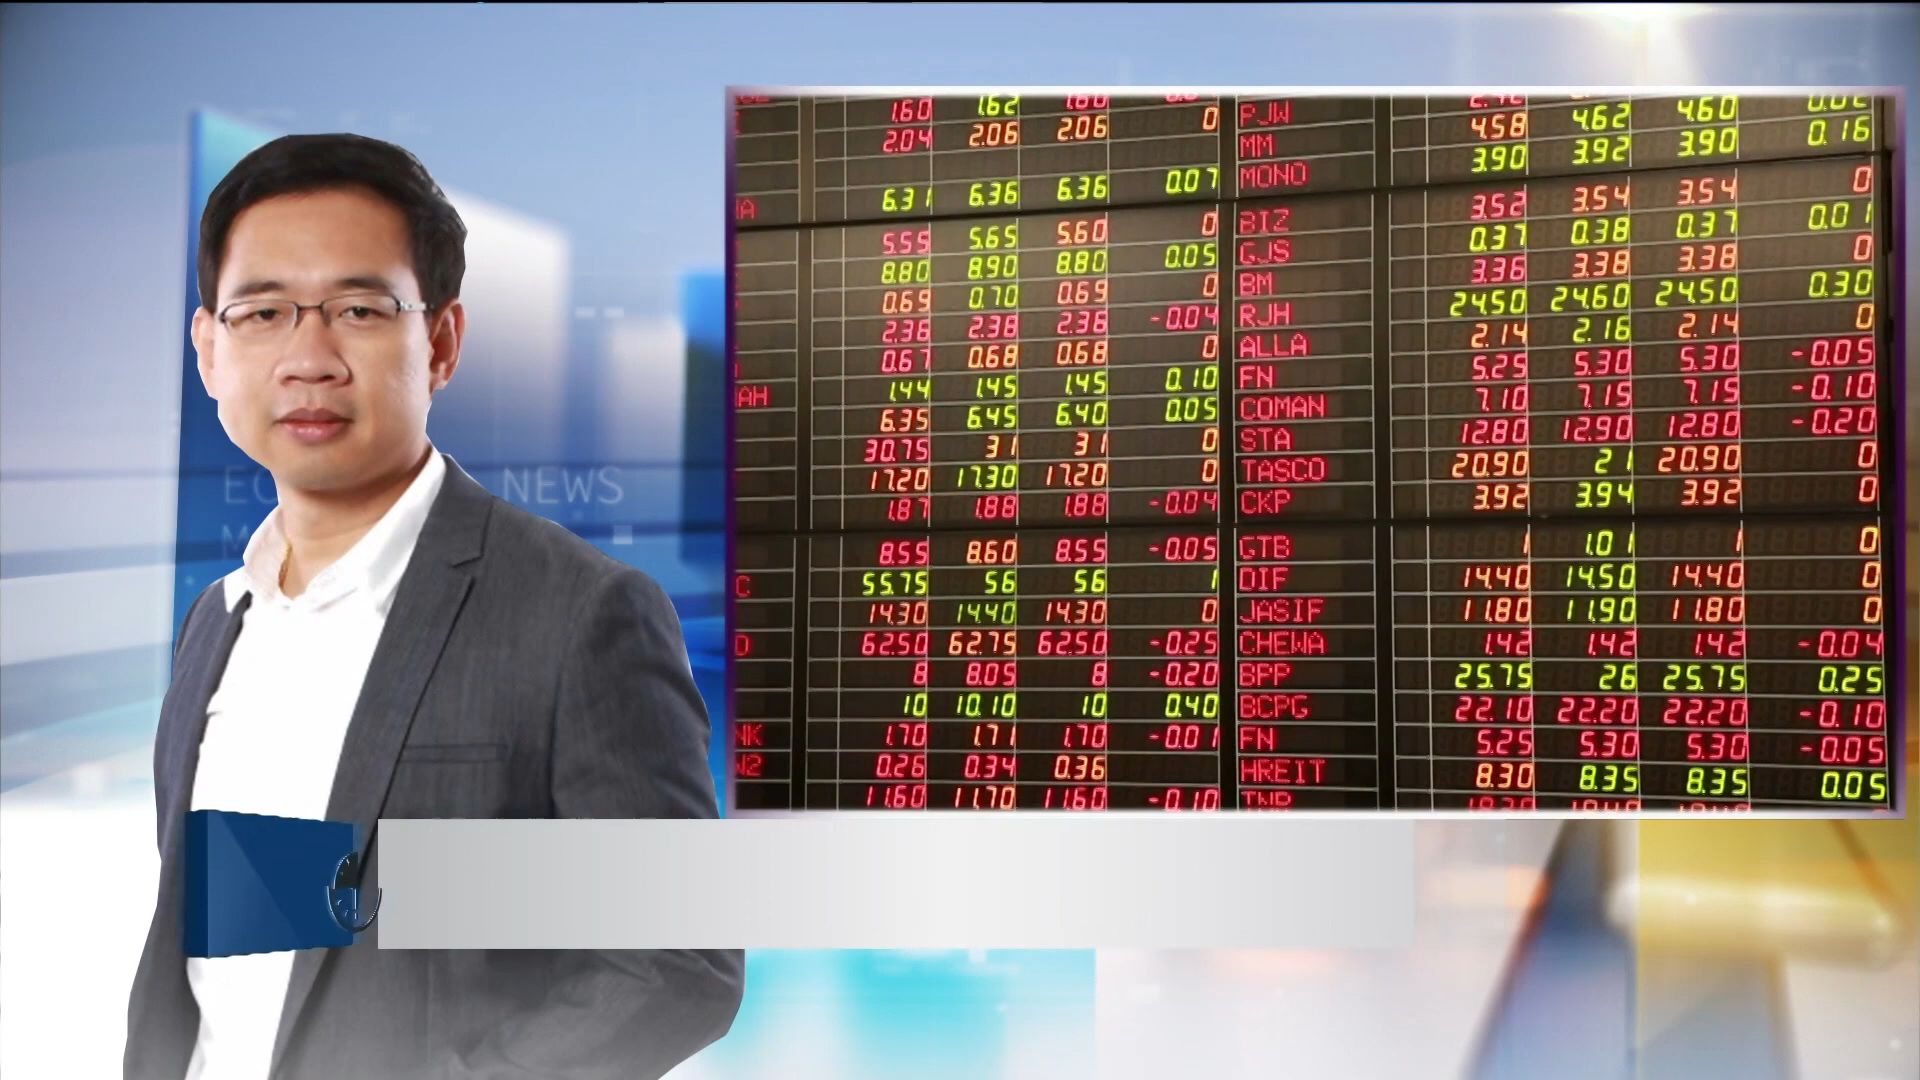 ECO NEWS
M
1.60 1.62 1.60
2.04 2.06 2.06 0
6.31 6.36 6.36 0.07
5.55 5.65 5.60 0
8.80 8.90 8.80 0.05
0.69 0.70 0.69 0
2.36 2.38 2.36 -0.04
0.67 0.68 0.68 0
AH 1.44 1.45 1.45 0.10
6.35 6.45 6.40 0.05
30.75 31 31 0
17.20 17.30 17.20 0
1.87 1.88 1.88 -0.04
8.55 8.60 8.55 -0.05
C 55.75 56 56 1
14.30 14.40 14.30 0
62.50 62.75 62.50 -0.25
8 8.05 8 -0.20
10 10.10 10 0.40
NK 1.70 1.71 1.70 -0.01
W2 0.26 0.34 0.36
11.60 11.70 11.60 -0.10
PJW 4.58 4.62 4.60 0.02
MM 3.90 3.92 3.90 0.16
MONO
BIZ 3.52 3.54 3.54 0
GJS 0.37 0.38 0.37 0.01
BM 3.36 3.38 3.38 0
RJH 24.50 24.60 24.50 0.30
ALLA 2.14 2.16 2.14 0
FN 5.25 5.30 5.30 -0.05
COMAN 7.10 7.15 7.15 -0.10
STA 12.80 12.90 12.80 -0.20
TASCO 20.90 21 20.90 0
CKP 3.92 3.94 3.92 0
GTB 1 1.01 1 0
DIF 14.40 14.50 14.40 0
JASIF 11.80 11.90 11.80 0
CHEWA 1.42 1.42 1.42 -0.04
BPP 25.75 26 25.75 0.25
BCPG 22.10 22.20 22.20 -0.10
FN 5.25 5.30 5.30 -0.05
HREIT 8.30 8.35 8.35 0.05